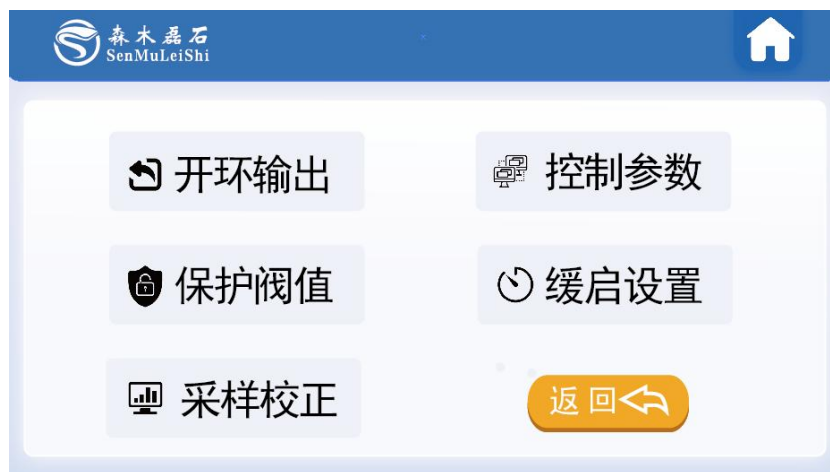 森木磊石
SenMuLeiShi
开环输出
控制参数
保护阀值
缓启设置
采样校正
返回